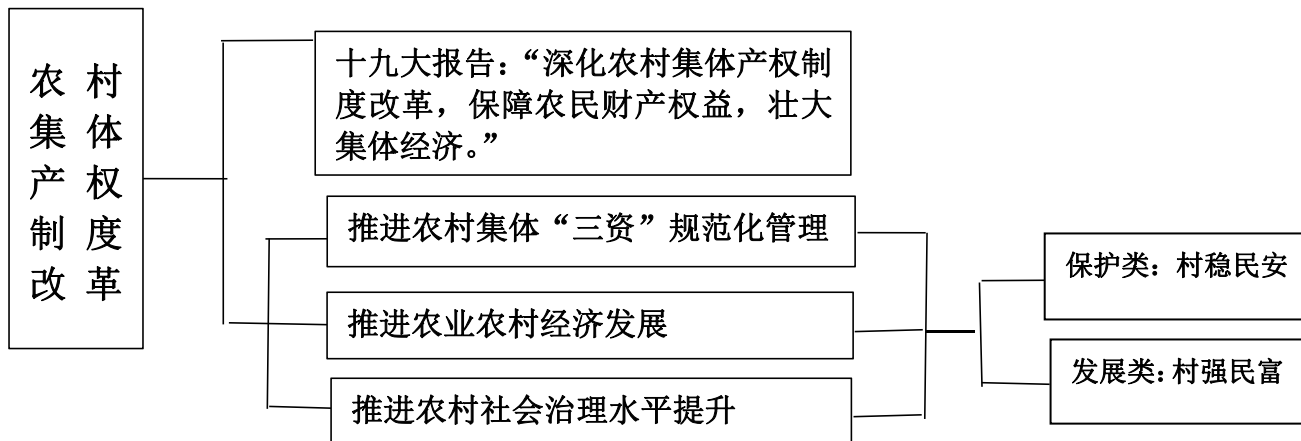 农村
集体
产权
制度
改革
十九大报告：“深化农村集体产权制
度改革，保障农民财产权益，壮大
集体经济。”
推进农村集体“三资”规范化管理
推进农业农村经济发展
推进农村社会治理水平提升
保护类：村稳民安
发展类：村强民富